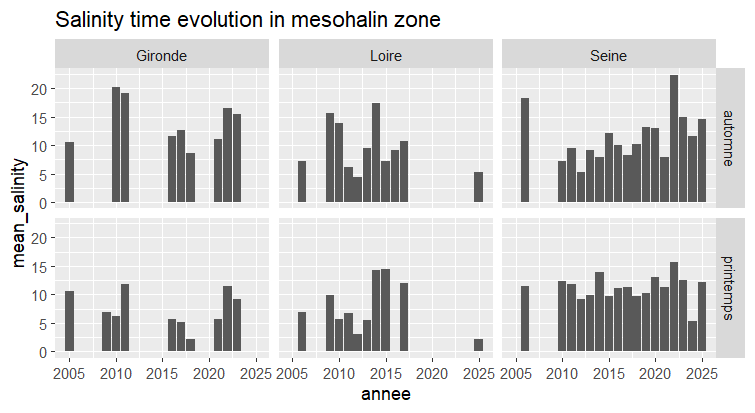 Salinity time evolution in mesohalin zone
Gironde Loire Seine
20
15
10
5
0
automne
mean_salinity
20
15
10
5
0
printemps
2005 2010 2015 2020 2025 2005 2010 2015 2020 2025 2005 2010 2015 2020 2025
annee